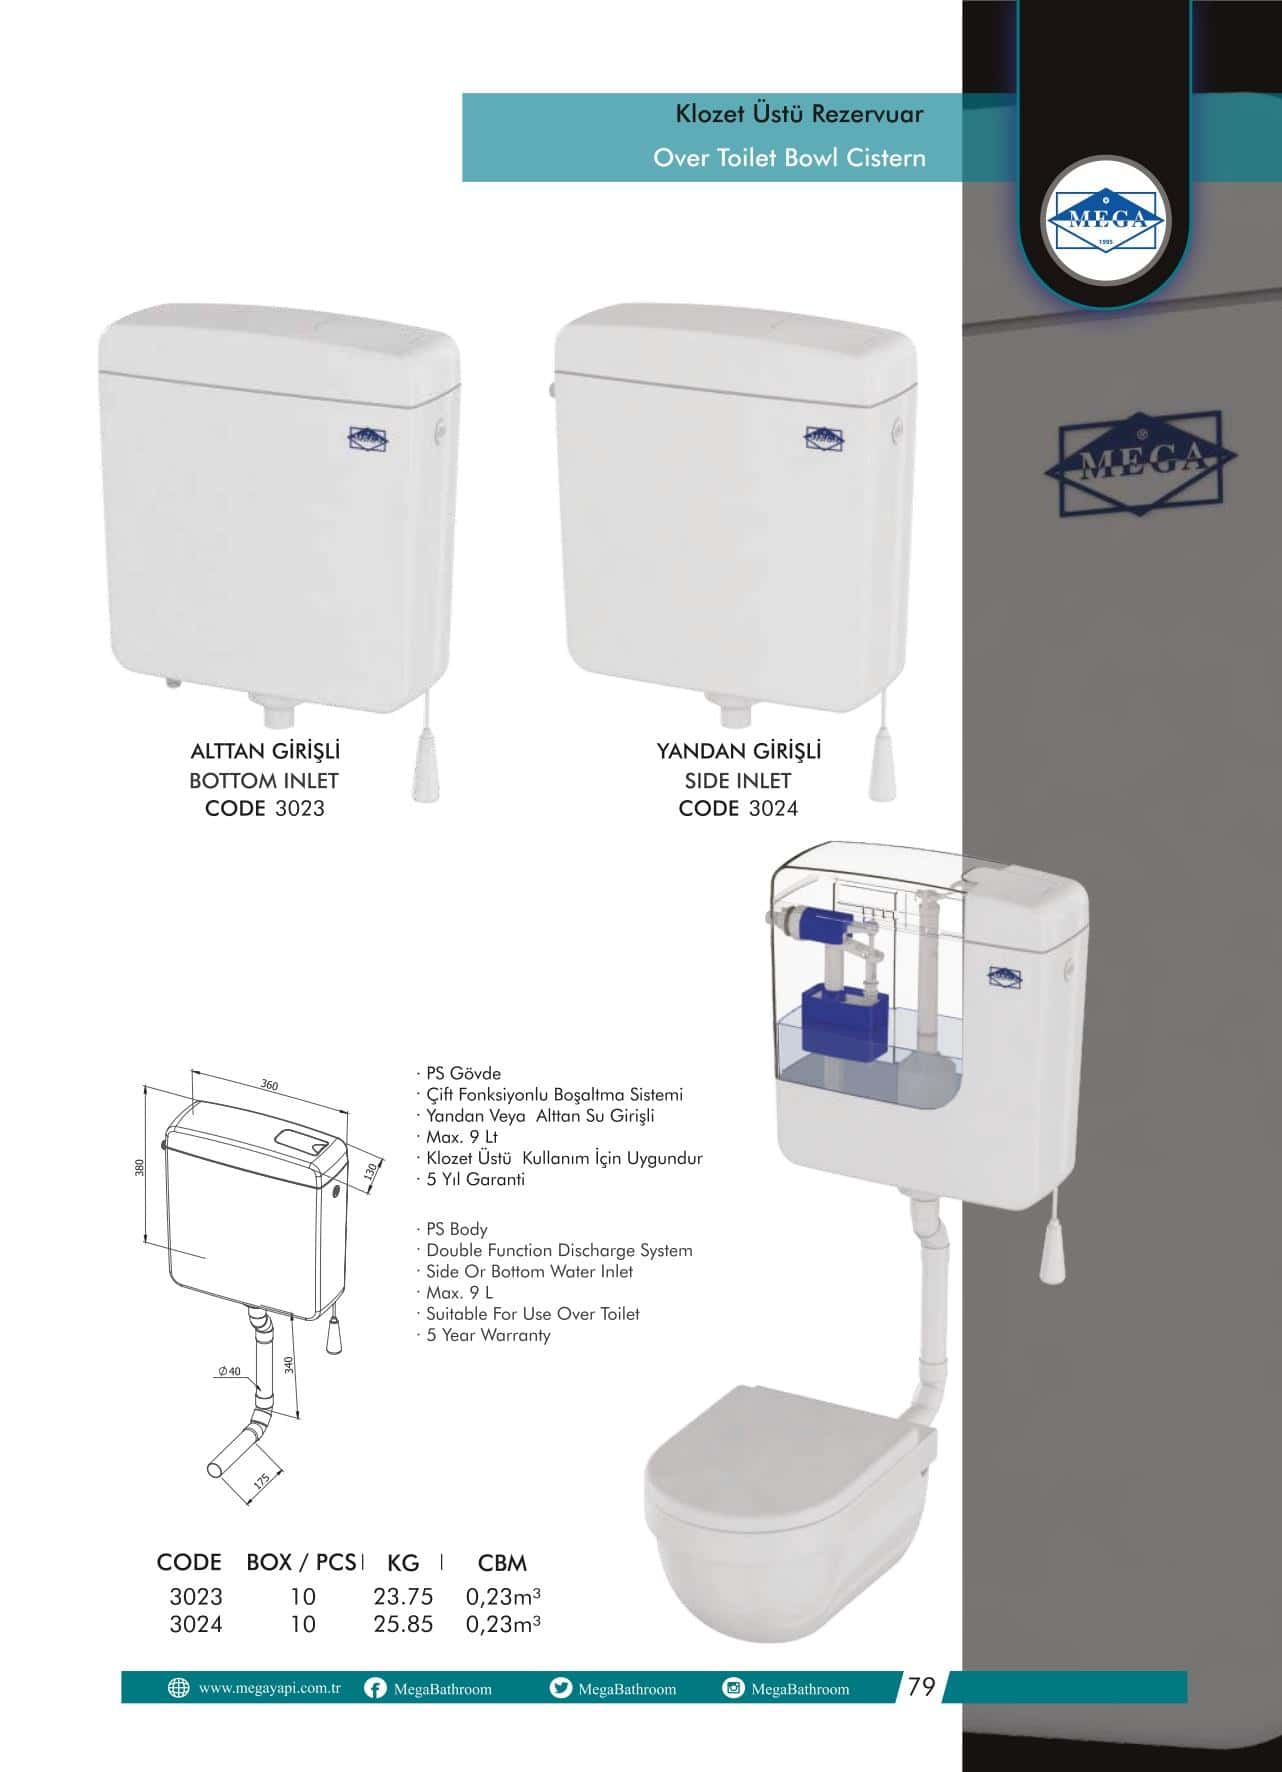 Klozet Üstü Rezervuar
Over Toilet Bowl Cistern
MEGA
1995
® MEGA
MEGA
MEGA
ALTTAN GİRİŞLİ
BOTTOM INLET
CODE 3023
YANDAN GİRİŞLİ
SIDE INLET
CODE 3024
MEGA
360
380
130
Ø40
340
175
· PS Gövde
· Çift Fonksiyonlu Boşaltma Sistemi
· Yandan Veya Alttan Su Girişli
· Max. 9 Lt
· Klozet Üstü Kullanım İçin Uygundur
· 5 Yıl Garanti
· PS Body
· Double Function Discharge System
· Side Or Bottom Water Inlet
· Max. 9 L
· Suitable For Use Over Toilet
· 5 Year Warranty
CODE BOX / PCS | KG | CBM
3023 10 23.75 0,23m³
3024 10 25.85 0,23m³
www.megayapi.com.tr MegaBathroom MegaBathroom MegaBathroom 79